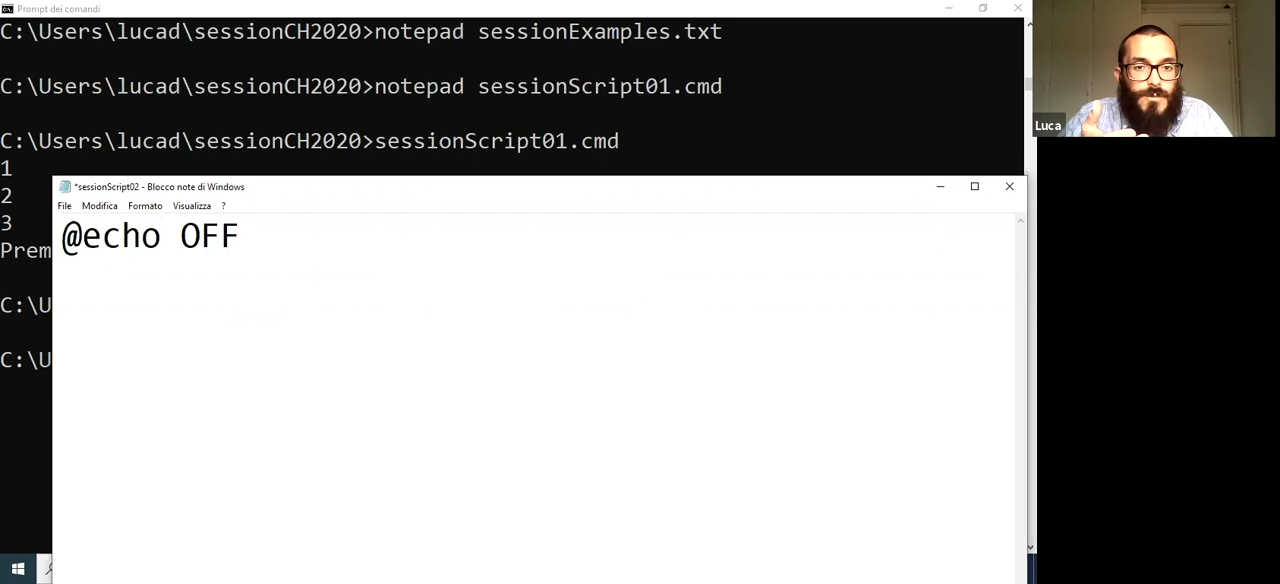 Prompt dei comandi
C:\Users\lucad\sessionCH2020>notepad sessionExamples.txt
C:\Users\lucad\sessionCH2020>notepad sessionScript01.cmd
C:\Users\lucad\sessionCH2020>sessionScript01.cmd
1
2
3
Prem
C:\U
C:\U
*sessionScript02 - Blocco note di Windows
File Modifica Formato Visualizza ?
@echo OFF
Luca